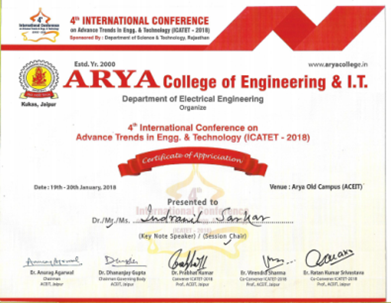 4th INTERNATIONAL CONFERENCE
on Advance Trends in Engg. & Technology (ICATET - 2018)
Sponsored By : Department of Science & Technology, Rajasthan
Estd. Yr. 2000
www.aryacollege.in
ARYA College of Engineering & I.T.
Kukas, Jaipur
Department of Electrical Engineering
Organize
4th International Conference on
Advance Trends in Engg. & Technology (ICATET - 2018)
Certificate of Appriciation
Date : 19th - 20th January, 2018
Venue : Arya Old Campus (ACEIT)
Presented to
Dr./Mr./Ms. Indranil Sarkar
(Key Note Speaker) / (Session Chair)
Dr. Anurag Agarwal
Chairman
ACEIT, Jaipur
Dr. Dhananjay Gupta
Chairman Governing Body
ACEIT, Jaipur
Dr. Prabhat Kumar
Convener ICATET
Prof., ACEIT, Jaipur
Dr. Virendra Sharma
Co-Convener ICATET
Prof., ACEIT, Jaipur
Dr. Ratan Kumar Srivastava
Co-Convener ICATET
Prof., ACEIT, Jaipur